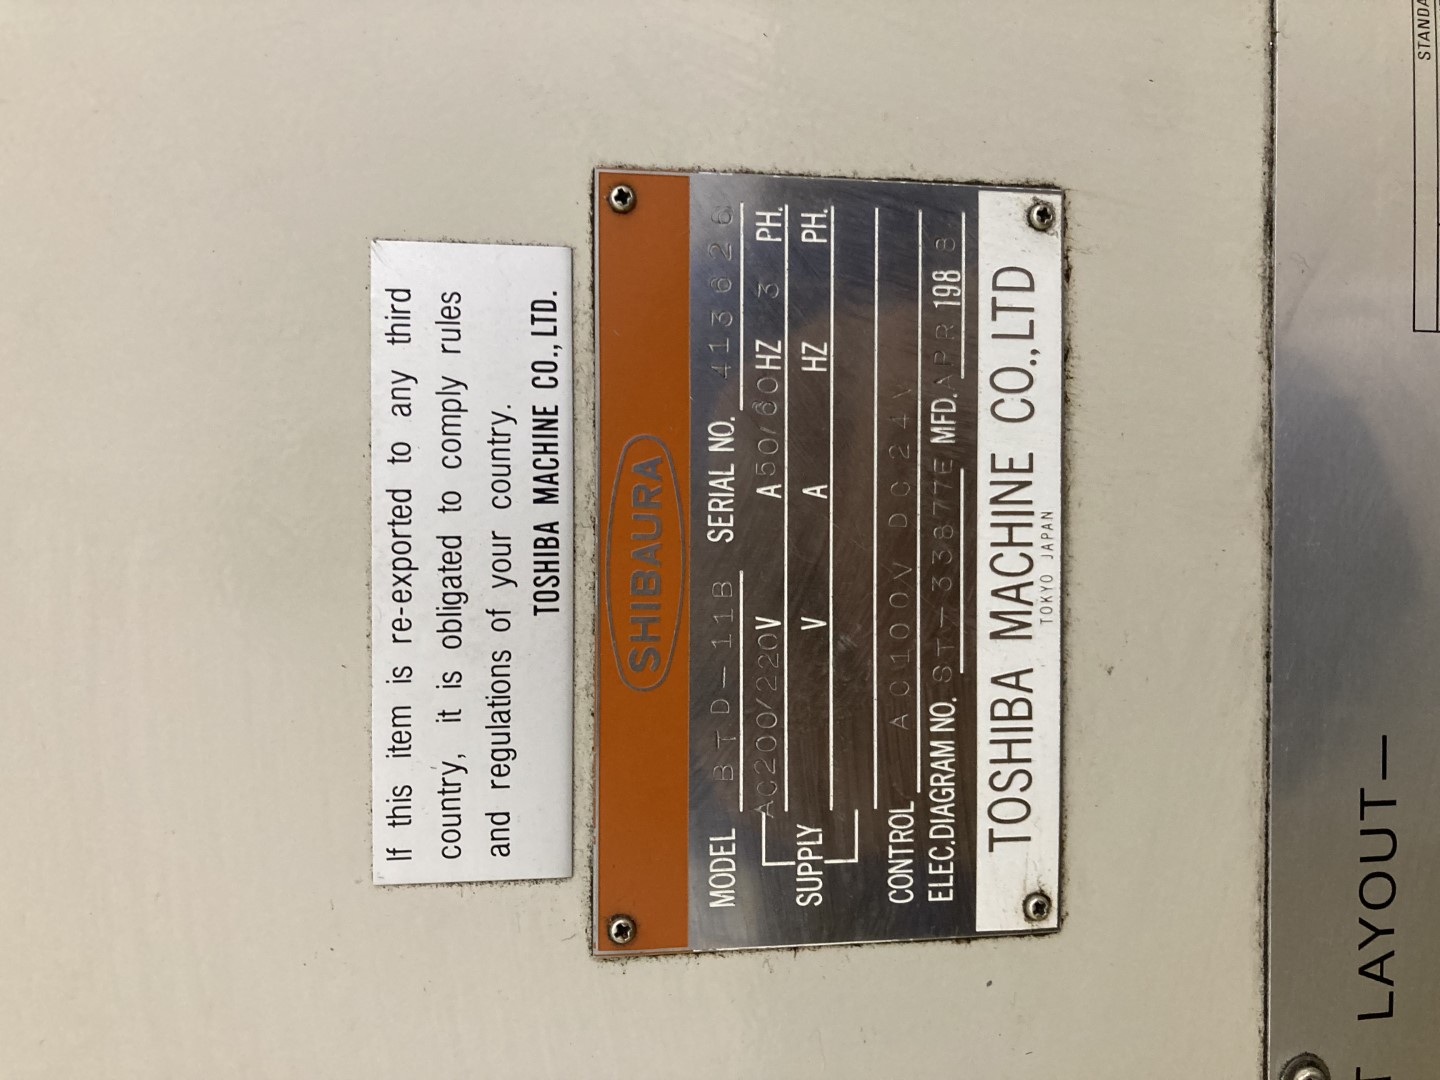 If this item is re-exported to any third
country, it is obligated to comply rules
and regulations of your country.
TOSHIBA MACHINE CO., LTD.
SHIBAURA
MODEL BTD-11B SERIAL NO. 413626
AC200/220V A 50/60HZ 3 PH.
SUPPLY V A HZ PH.
CONTROL AC100V DC24V
ELEC.DIAGRAM NO. ST-33877E MFD. APR 198 8
TOSHIBA MACHINE CO., LTD
TOKYO JAPAN
LAYOUT—